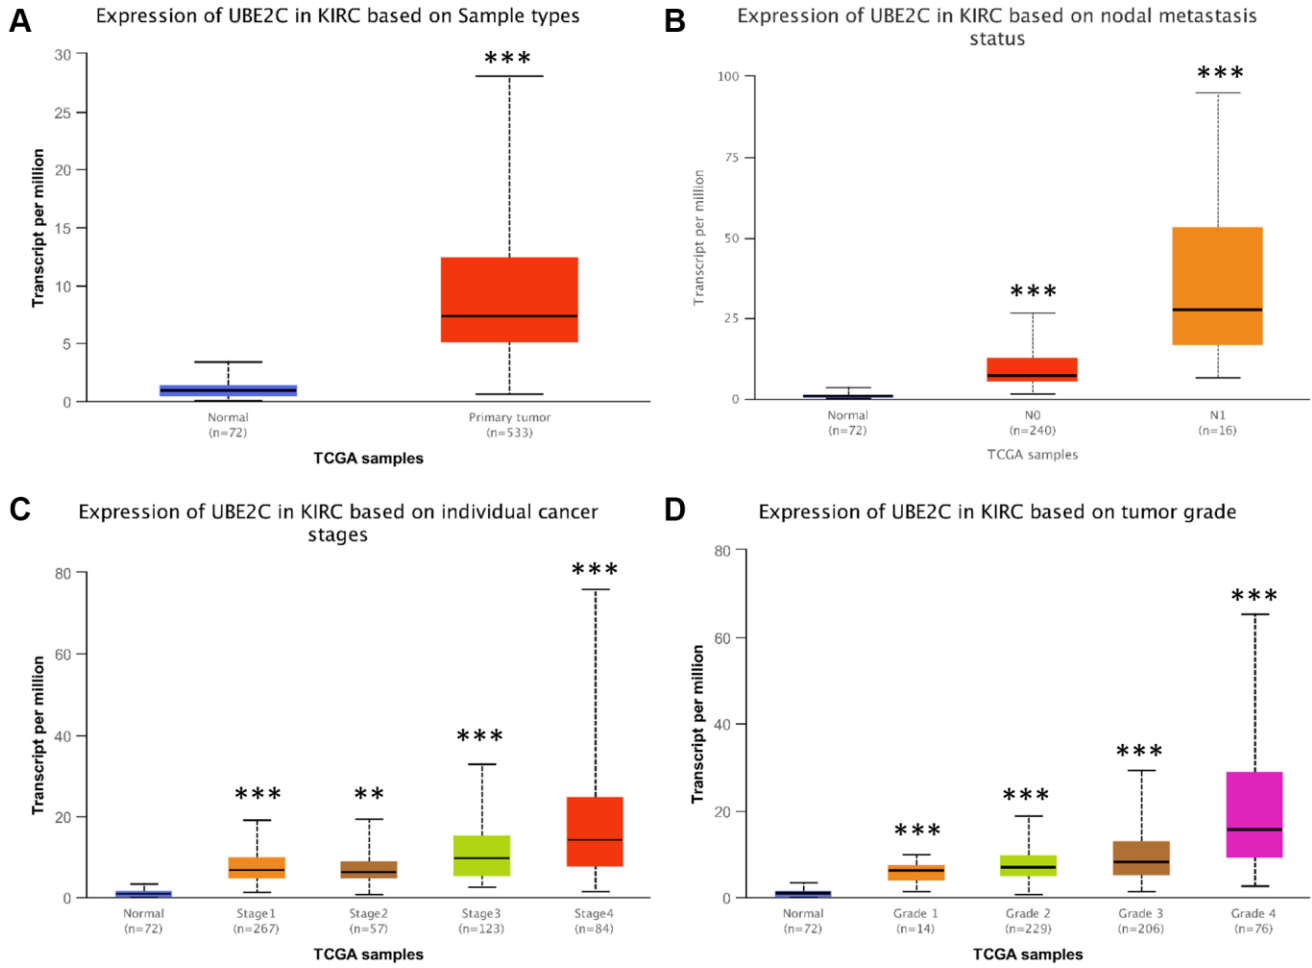 A
Expression of UBE2C in KIRC based on Sample types
***
30
25
20
15
10
5
0
Transcript per million
Normal
(n=72)
Primary tumor
(n=533)
TCGA samples
B
Expression of UBE2C in KIRC based on nodal metastasis
status
***
***
100
75
50
25
0
Transcript per million
Normal
(n=72)
N0
(n=240)
N1
(n=16)
TCGA samples
C
Expression of UBE2C in KIRC based on individual cancer
stages
***
**
***
***
80
60
40
20
0
Transcript per million
Normal
(n=72)
Stage1
(n=267)
Stage2
(n=57)
Stage3
(n=123)
Stage4
(n=84)
TCGA samples
D
Expression of UBE2C in KIRC based on tumor grade
***
***
***
***
80
60
40
20
0
Transcript per million
Normal
(n=72)
Grade 1
(n=14)
Grade 2
(n=229)
Grade 3
(n=206)
Grade 4
(n=76)
TCGA samples